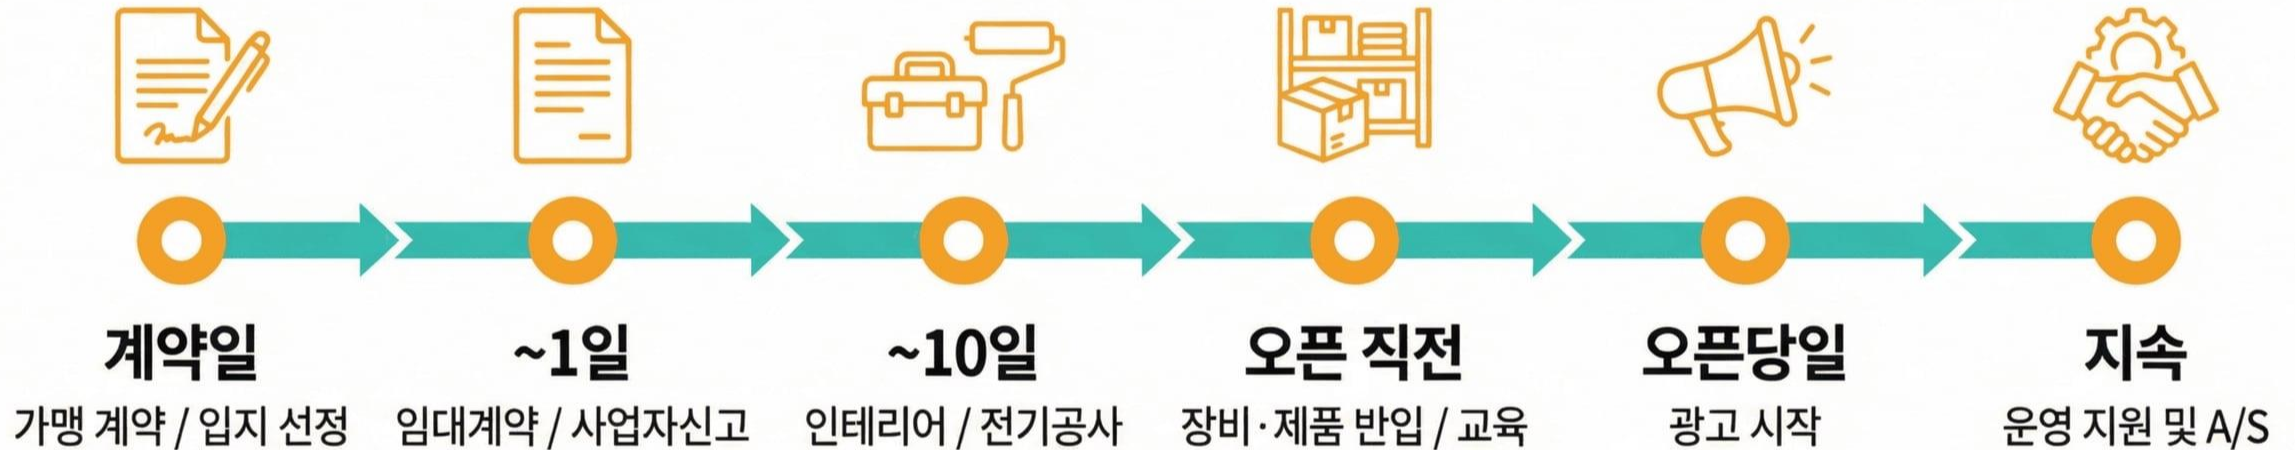 계약일
가맹 계약 / 입지 선정
~1일
임대계약 / 사업자신고
~10일
인테리어 / 전기공사
오픈 직전
장비·제품 반입 / 교육
오픈당일
광고 시작
지속
운영 지원 및 A/S